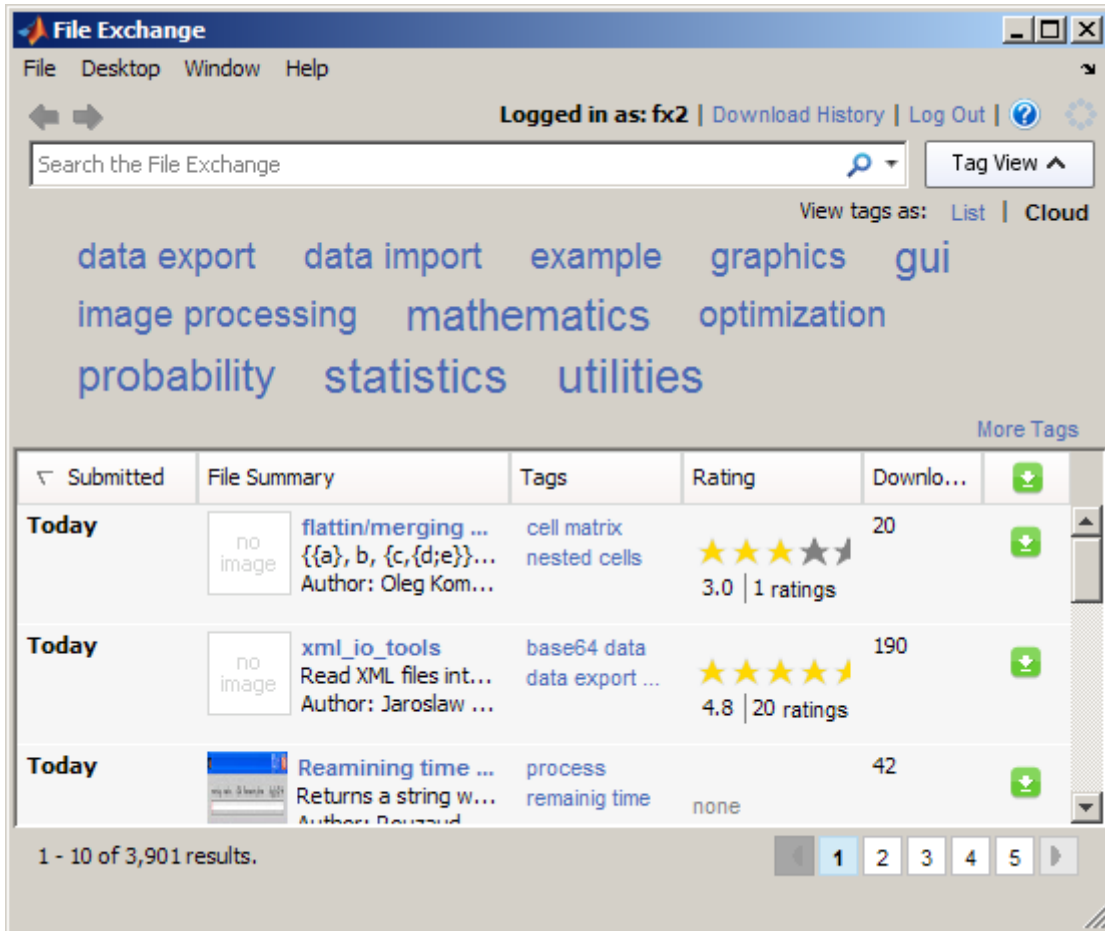 File Exchange
File Desktop Window Help
Logged in as: fx2 | Download History | Log Out |
Search the File Exchange
Tag View
View tags as: List | Cloud
data export data import example graphics gui
image processing mathematics optimization
probability statistics utilities
More Tags
Submitted File Summary Tags Rating Downlo...
Today no image flattin/merging ... cell matrix 20
{{a}, b, {c,{d;e}}... nested cells
Author: Oleg Kom... 3.0 | 1 ratings
Today no image xml_io_tools base64 data 190
Read XML files int... data export ...
Author: Jaroslaw ... 4.8 | 20 ratings
Today Reamining time ... process 42
Returns a string w... remainig time none
Author: Rouzaud
1 - 10 of 3,901 results. 1 2 3 4 5